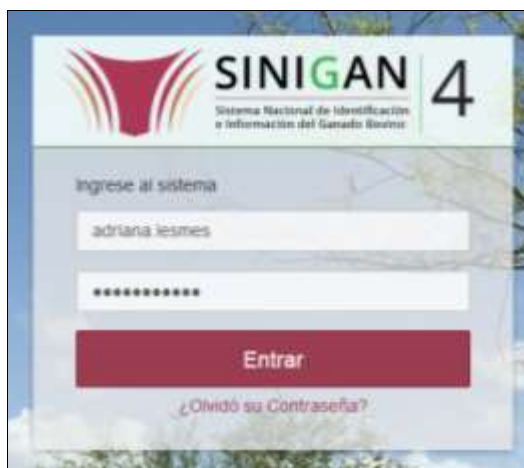 SINIGAN 4
Sistema Nacional de Identificación
e Información del Ganado Bovino
Ingrese al sistema
adriana lesmes
•••••••••••
Entrar
¿Olvidó su Contraseña?